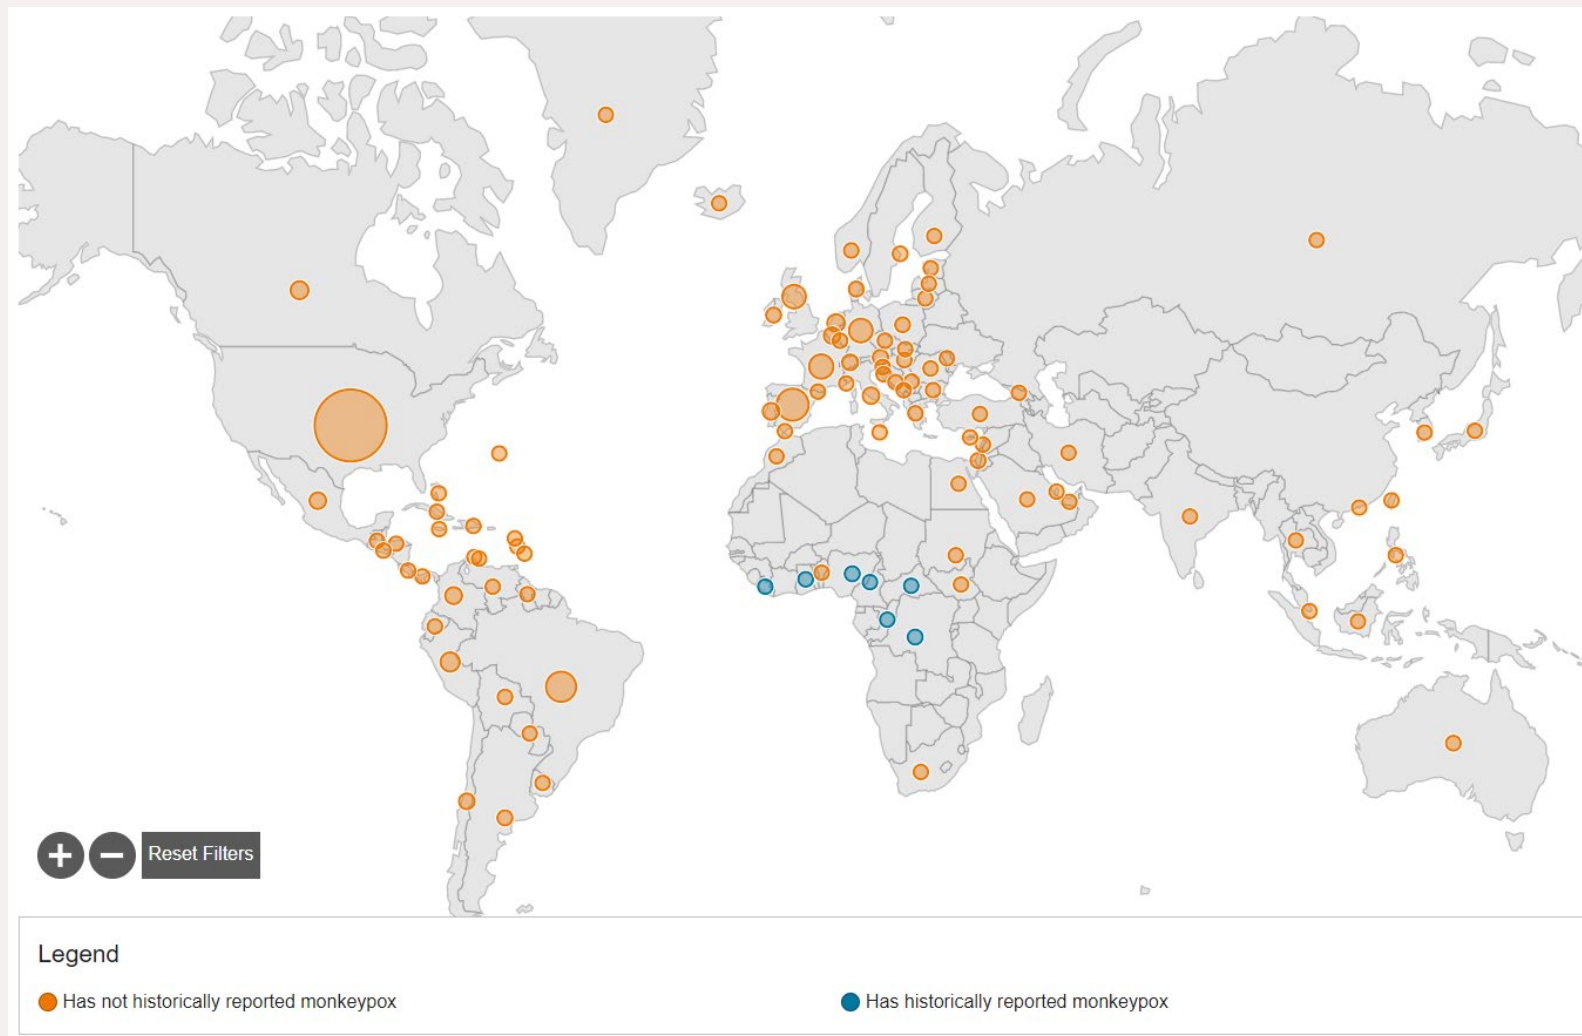 Reset Filters
Legend
Has not historically reported monkeypox
Has historically reported monkeypox